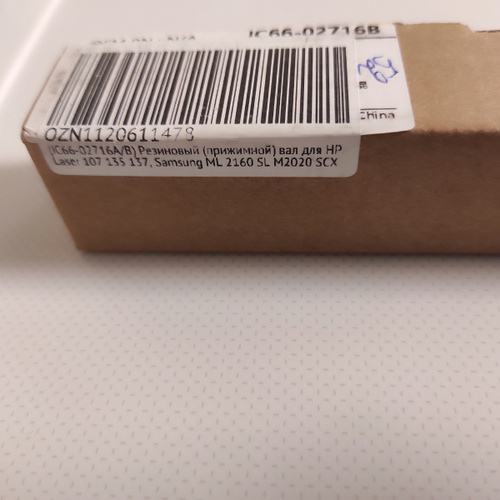 JC66-02716B
China
OZN1120611478
(JC66-02716A/B) Резиновый (прижимной) вал для HP
Laser 107 135 137, Samsung ML 2160 SL M2020 SCX